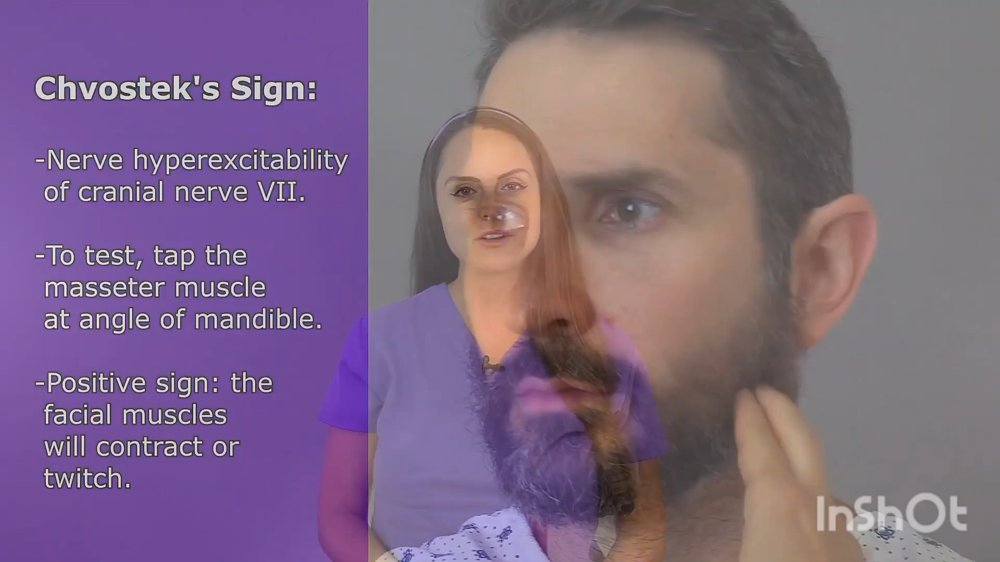 Chvostek's Sign:
-Nerve hyperexcitability
of cranial nerve VII.
-To test, tap the
masseter muscle
at angle of mandible.
-Positive sign: the
facial muscles
will contract or
twitch.
InShOt